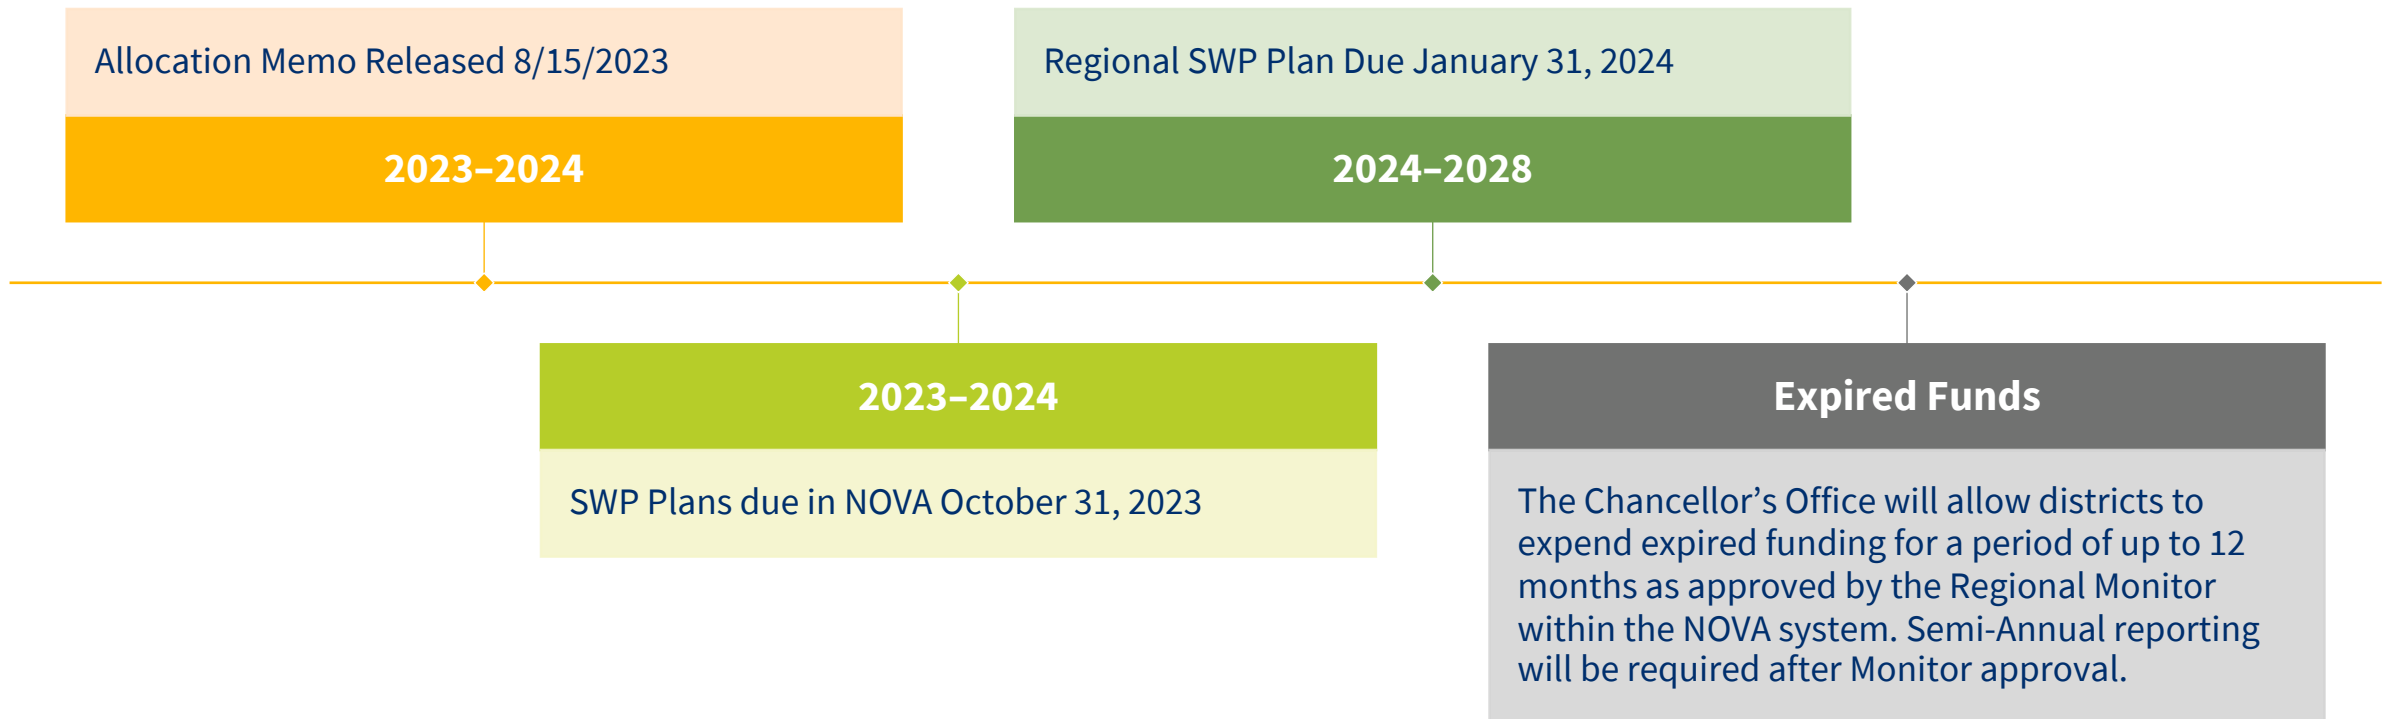 Allocation Memo Released 8/15/2023
2023–2024
2023–2024
SWP Plans due in NOVA October 31, 2023
Regional SWP Plan Due January 31, 2024
2024–2028
Expired Funds
The Chancellor’s Office will allow districts to
expend expired funding for a period of up to 12
months as approved by the Regional Monitor
within the NOVA system. Semi-Annual reporting
will be required after Monitor approval.